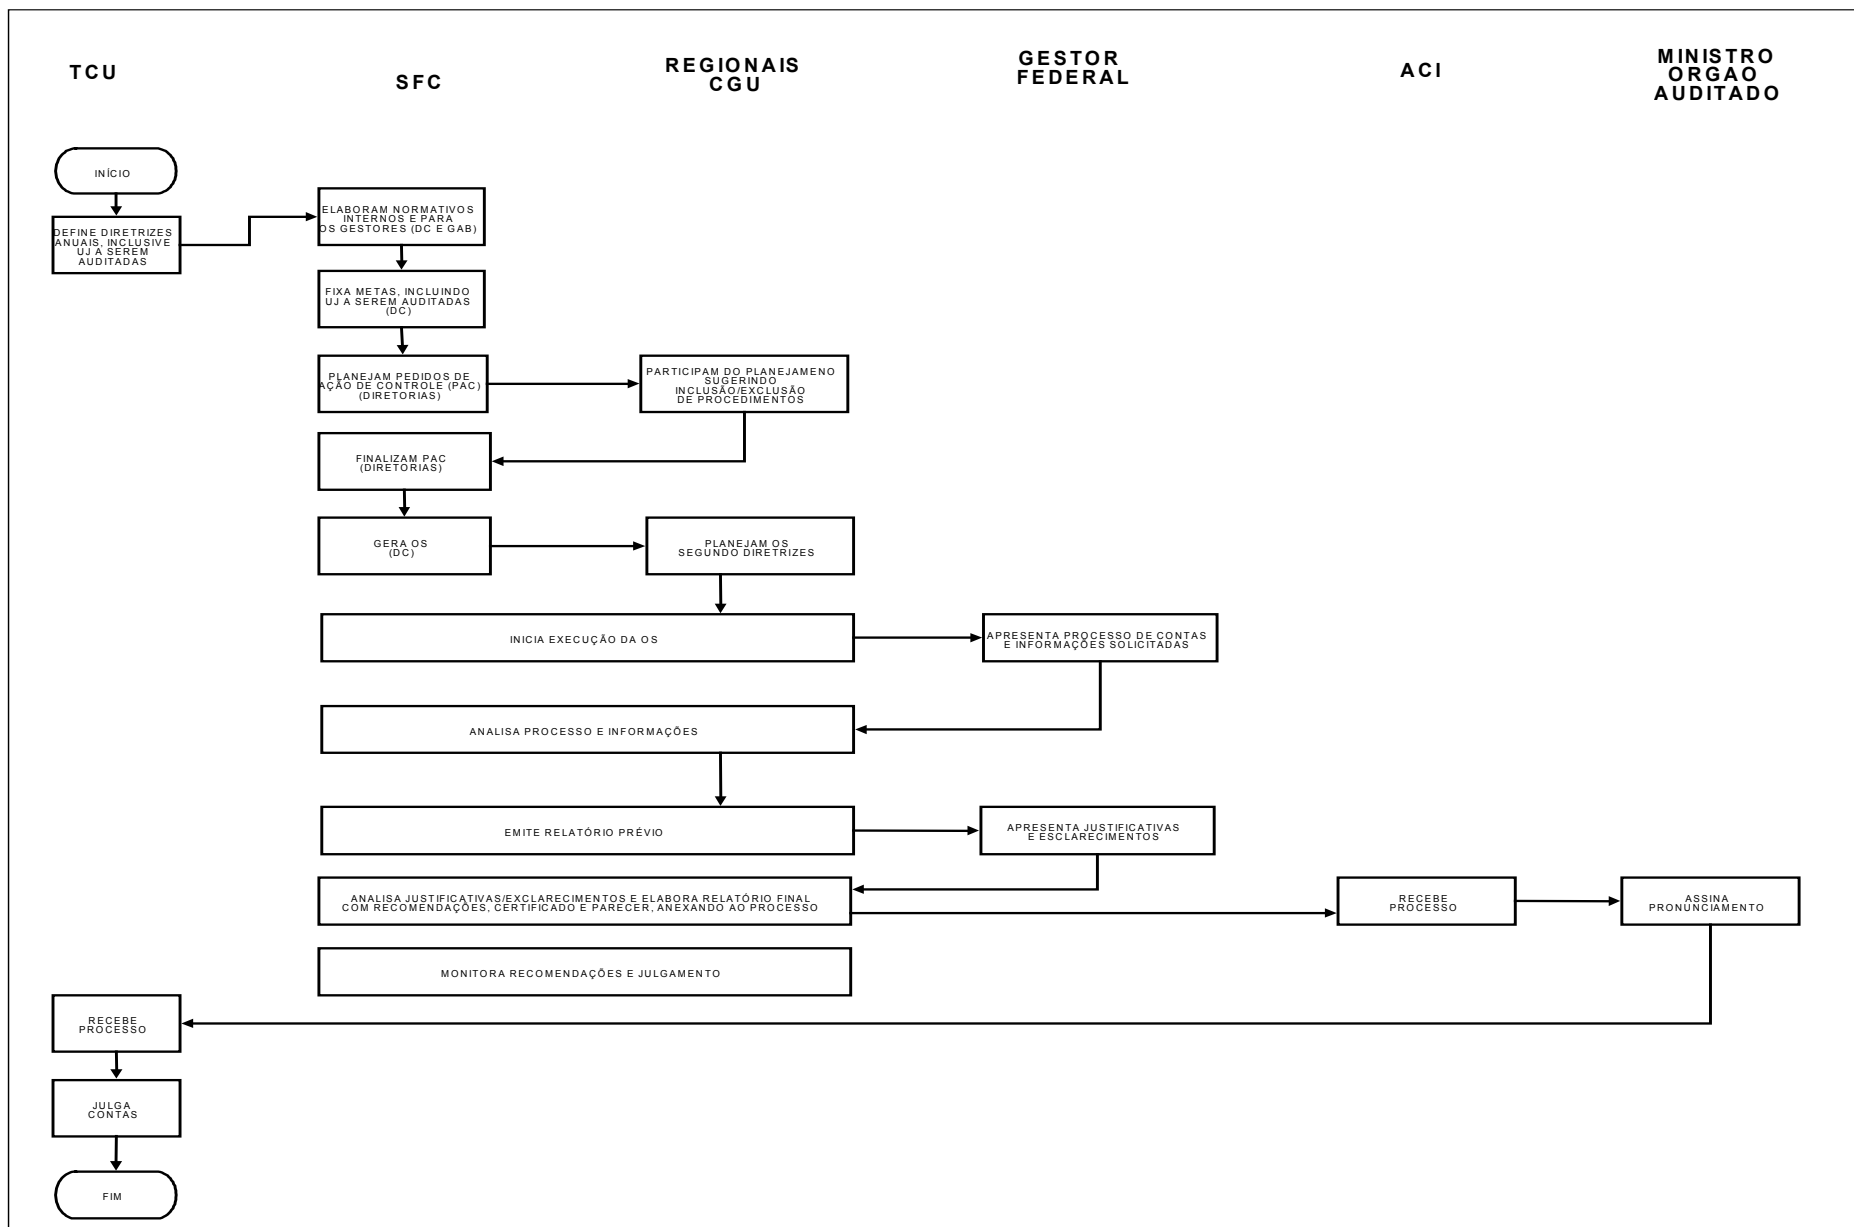 TCU
SFC
REGIONAIS
CGU
GESTOR
FEDERAL
ACI
MINISTRO
ORGAO
AUDITADO
INÍCIO
DEFINE DIRETRIZES
ANUAIS, INCLUSIVE
UJ A SEREM
AUDITADAS
ELABORAM NORMATIVOS
INTERNOS E PARA
OS GESTORES (DC E GAB)
FIXA METAS, INCLUINDO
UJ A SEREM AUDITADAS
(DC)
PLANEJAM PEDIDOS DE
AÇÃO DE CONTROLE (PAC)
(DIRETORIAS)
PARTICIPAM DO PLANEJAMENO
SUGERINDO
INCLUSÃO/EXCLUSÃO
DE PROCEDIMENTOS
FINALIZAM PAC
(DIRETORIAS)
GERA OS
(DC)
PLANEJAM OS
SEGUNDO DIRETRIZES
INICIA EXECUÇÃO DA OS
APRESENTA PROCESSO DE CONTAS
E INFORMAÇÕES SOLICITADAS
ANALISA PROCESSO E INFORMAÇÕES
EMITE RELATÓRIO PRÉVIO
APRESENTA JUSTIFICATIVAS
E ESCLARECIMENTOS
ANALISA JUSTIFICATIVAS/EXCLARECIMENTOS E ELABORA RELATÓRIO FINAL
COM RECOMENDAÇÕES, CERTIFICADO E PARECER, ANEXANDO AO PROCESSO
RECEBE
PROCESSO
ASSINA
PRONUNCIAMENTO
MONITORA RECOMENDAÇÕES E JULGAMENTO
RECEBE
PROCESSO
JULGA
CONTAS
FIM